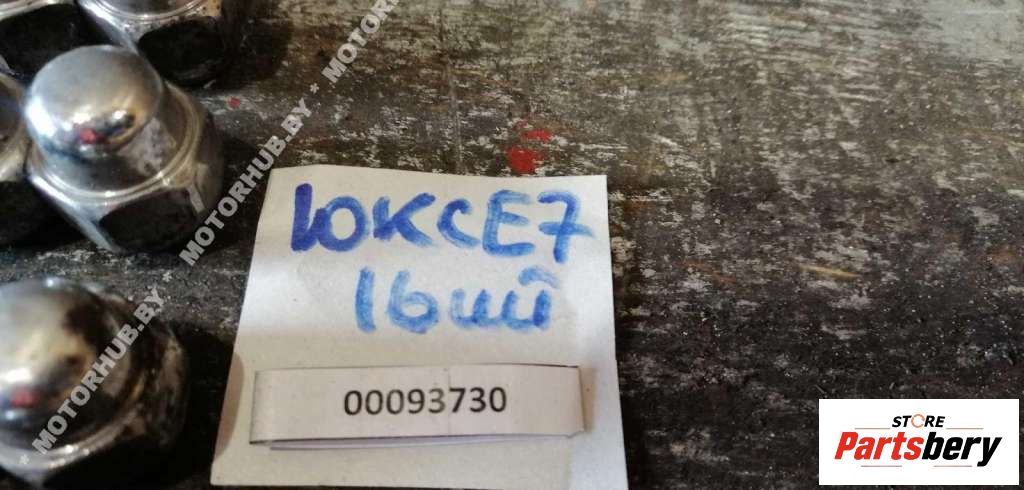 MOTORHUB.BY * MOTORHUB.BY * MOTORHUB.BY
ЮКСЕ7
16шй
00093730
STORE
Partsbery